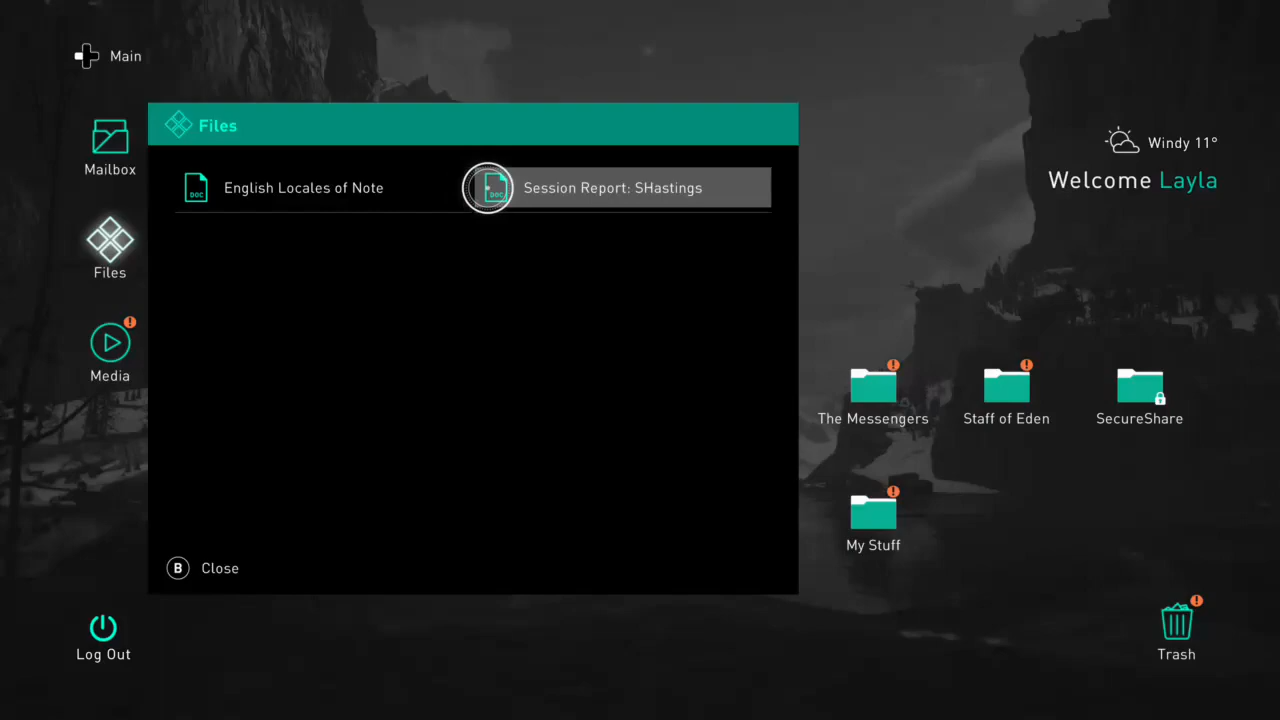 Main
Files
Mailbox
DOC English Locales of Note
DOC Session Report: SHastings
Windy 11°
Welcome Layla
Files
!
Media
! ! 
The Messengers Staff of Eden SecureShare
!
My Stuff
B Close
!
Log Out
Trash